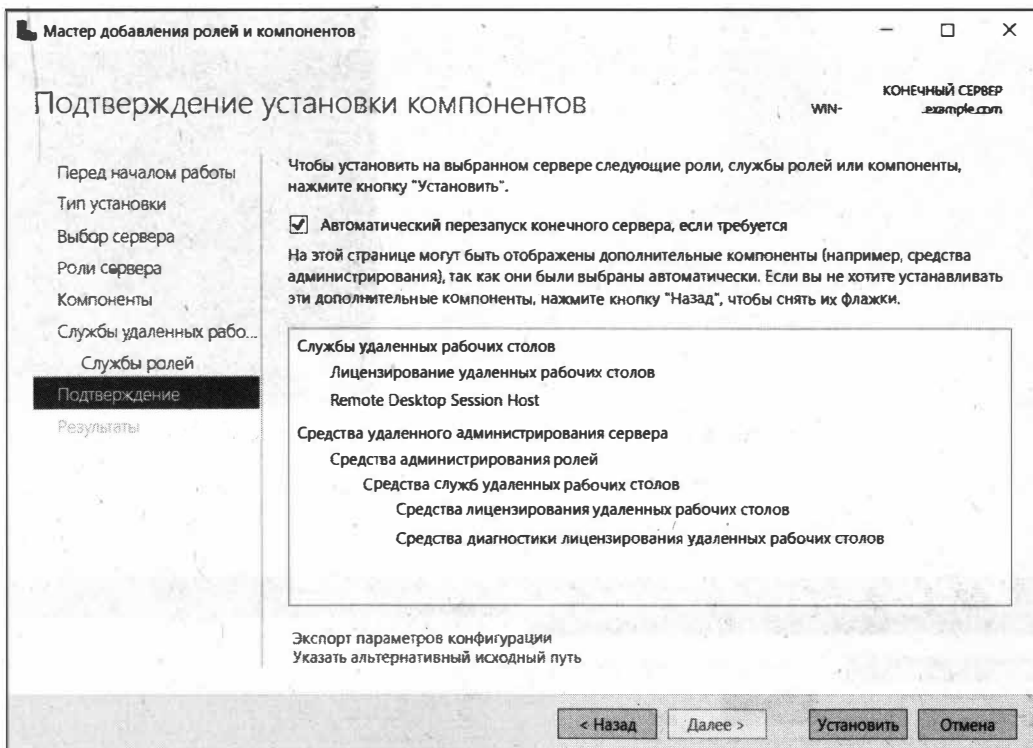 Мастер добавления ролей и компонентов
Подтверждение установки компонентов
КОНЕЧНЫЙ СЕРВЕР
WIN- .example.com
Перед началом работы
Тип установки
Выбор сервера
Роли сервера
Компоненты
Службы удаленных рабо...
Службы ролей
Подтверждение
Результаты
Чтобы установить на выбранном сервере следующие роли, службы ролей или компоненты,
нажмите кнопку "Установить".
Автоматический перезапуск конечного сервера, если требуется
На этой странице могут быть отображены дополнительные компоненты (например, средства
администрирования), так как они были выбраны автоматически. Если вы не хотите устанавливать
эти дополнительные компоненты, нажмите кнопку "Назад", чтобы снять их флажки.
Службы удаленных рабочих столов
Лицензирование удаленных рабочих столов
Remote Desktop Session Host
Средства удаленного администрирования сервера
Средства администрирования ролей
Средства служб удаленных рабочих столов
Средства лицензирования удаленных рабочих столов
Средства диагностики лицензирования удаленных рабочих столов
Экспорт параметров конфигурации
Указать альтернативный исходный путь
< Назад
Далее >
Установить
Отмена